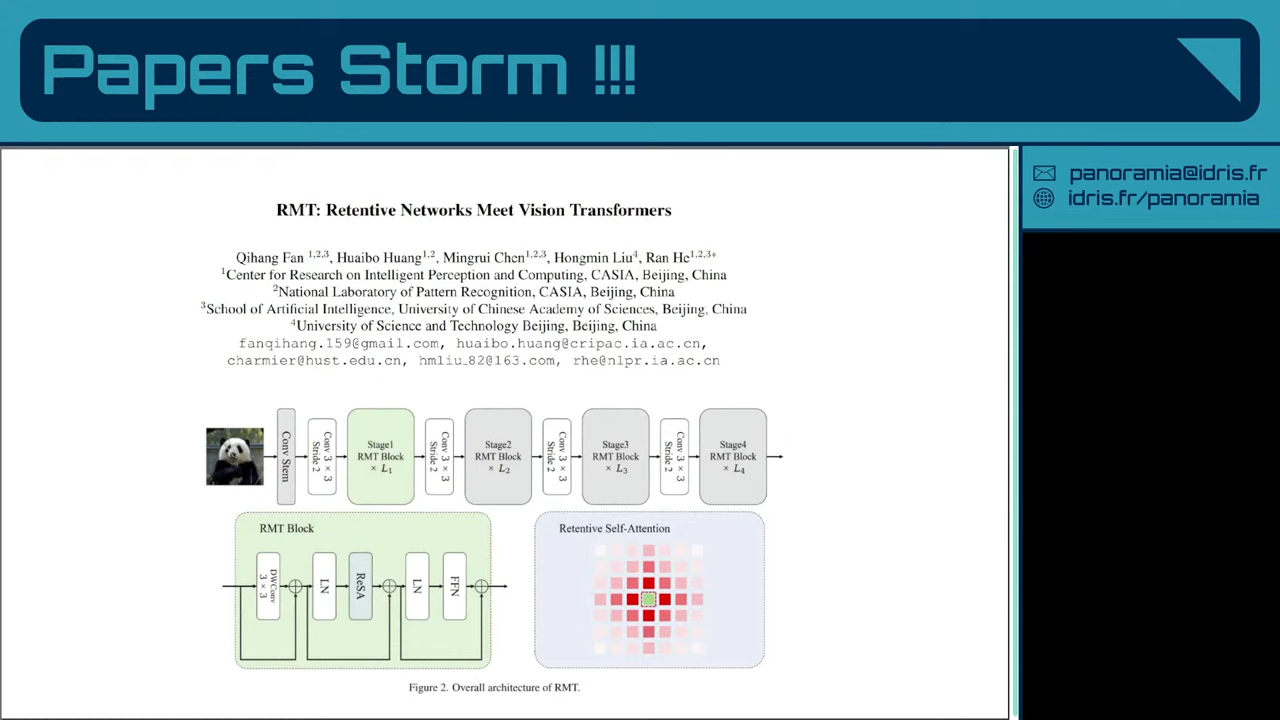 Papers Storm !!!
panoramia@idris.fr
idris.fr/panoramia
RMT: Retentive Networks Meet Vision Transformers
Qihang Fan 1,2,3, Huaibo Huang1,2, Mingrui Chen1,2,3, Hongmin Liu4, Ran He1,2,3*
1Center for Research on Intelligent Perception and Computing, CASIA, Beijing, China
2National Laboratory of Pattern Recognition, CASIA, Beijing, China
3School of Artificial Intelligence, University of Chinese Academy of Sciences, Beijing, China
4University of Science and Technology Beijing, Beijing, China
fanqihang.159@gmail.com, huaibo.huang@cripac.ia.ac.cn,
charmier@hust.edu.cn, hmliu_82@163.com, rhe@nlpr.ia.ac.cn
Conv Stem
Conv 3 × 3
Stride 2
Stage1
RMT Block
× L1
Conv 3 × 3
Stride 2
Stage2
RMT Block
× L2
Conv 3 × 3
Stride 2
Stage3
RMT Block
× L3
Conv 3 × 3
Stride 2
Stage4
RMT Block
× L4
RMT Block
DWConv
3 × 3
LN
ReSA
LN
FFN
Retentive Self-Attention
Figure 2. Overall architecture of RMT.